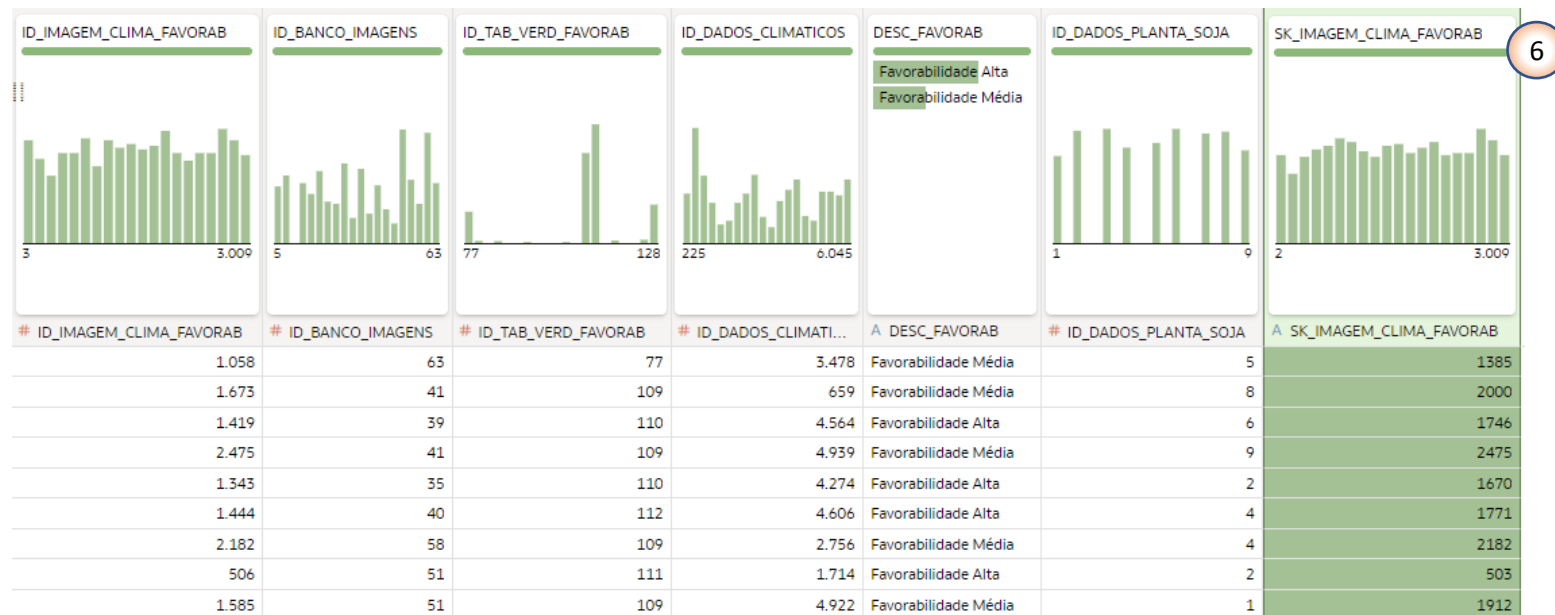 ID_IMAGEM_CLIMA_FAVORAB ID_BANCO_IMAGENS ID_TAB_VERD_FAVORAB ID_DADOS_CLIMATICOS DESC_FAVORAB ID_DADOS_PLANTA_SOJA SK_IMAGEM_CLIMA_FAVORAB 6
Favorabilidade Alta
Favorabilidade Média
3 3.009 5 63 77 128 225 6.045 1 9 2 3.009
# ID_IMAGEM_CLIMA_FAVORAB # ID_BANCO_IMAGENS # ID_TAB_VERD_FAVORAB # ID_DADOS_CLIMATI... A DESC_FAVORAB # ID_DADOS_PLANTA_SOJA A SK_IMAGEM_CLIMA_FAVORAB
1.058 63 77 3.478 Favorabilidade Média 5 1385
1.673 41 109 659 Favorabilidade Média 8 2000
1.419 39 110 4.564 Favorabilidade Alta 6 1746
2.475 41 109 4.939 Favorabilidade Média 9 2475
1.343 35 110 4.274 Favorabilidade Alta 2 1670
1.444 40 112 4.606 Favorabilidade Alta 4 1771
2.182 58 109 2.756 Favorabilidade Média 4 2182
506 51 111 1.714 Favorabilidade Alta 2 503
1.585 51 109 4.922 Favorabilidade Média 1 1912